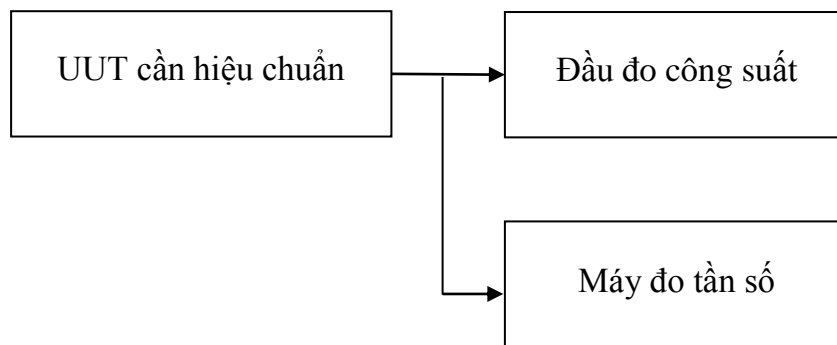 UUT cần hiệu chuẩn
Đầu đo công suất
Máy đo tần số